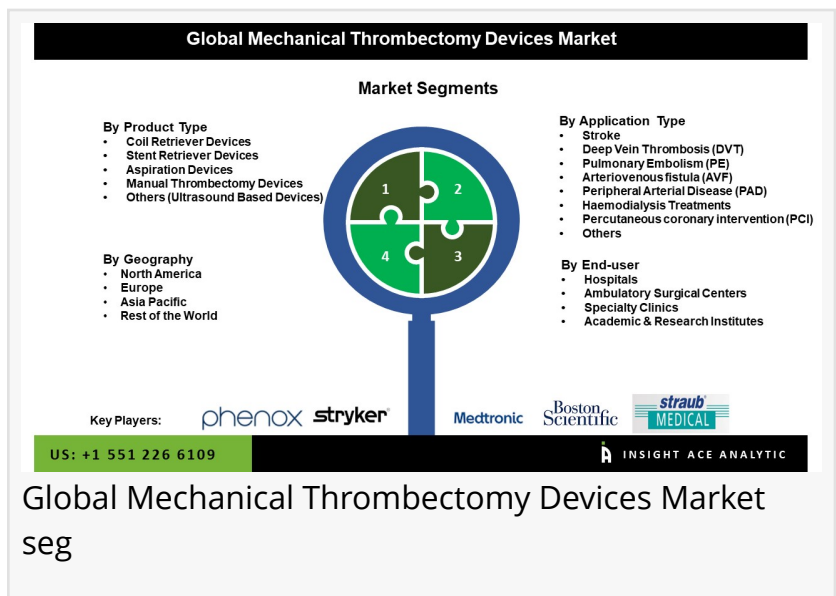 Global Mechanical Thrombectomy Devices Market
Market Segments
By Product Type
• Coil Retriever Devices
• Stent Retriever Devices
• Aspiration Devices
• Manual Thrombectomy Devices
• Others (Ultrasound Based Devices)
By Application Type
• Stroke
• Deep Vein Thrombosis (DVT)
• Pulmonary Embolism (PE)
• Arteriovenous fistula (AVF)
• Peripheral Arterial Disease (PAD)
• Haemodialysis Treatments
• Percutaneous coronary intervention (PCI)
• Others
1
2
4
3
By Geography
• North America
• Europe
• Asia Pacific
• Rest of the World
By End-user
• Hospitals
• Ambulatory Surgical Centers
• Specialty Clinics
• Academic & Research Institutes
Key Players:
phenox
stryker
Medtronic
Boston
Scientific
straub
MEDICAL
US: +1 551 226 6109
INSIGHT ACE ANALYTIC
Global Mechanical Thrombectomy Devices Market
seg